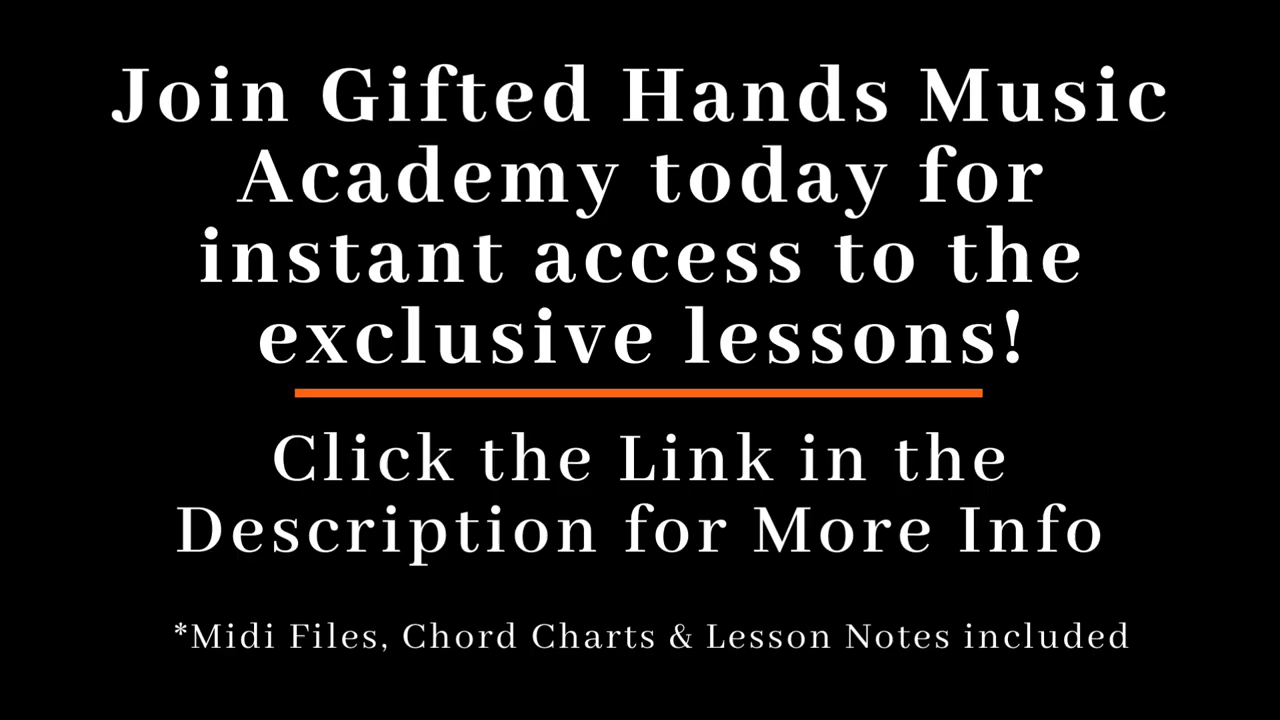 Join Gifted Hands Music
Academy today for
instant access to the
exclusive lessons!
Click the Link in the
Description for More Info
*Midi Files, Chord Charts & Lesson Notes included